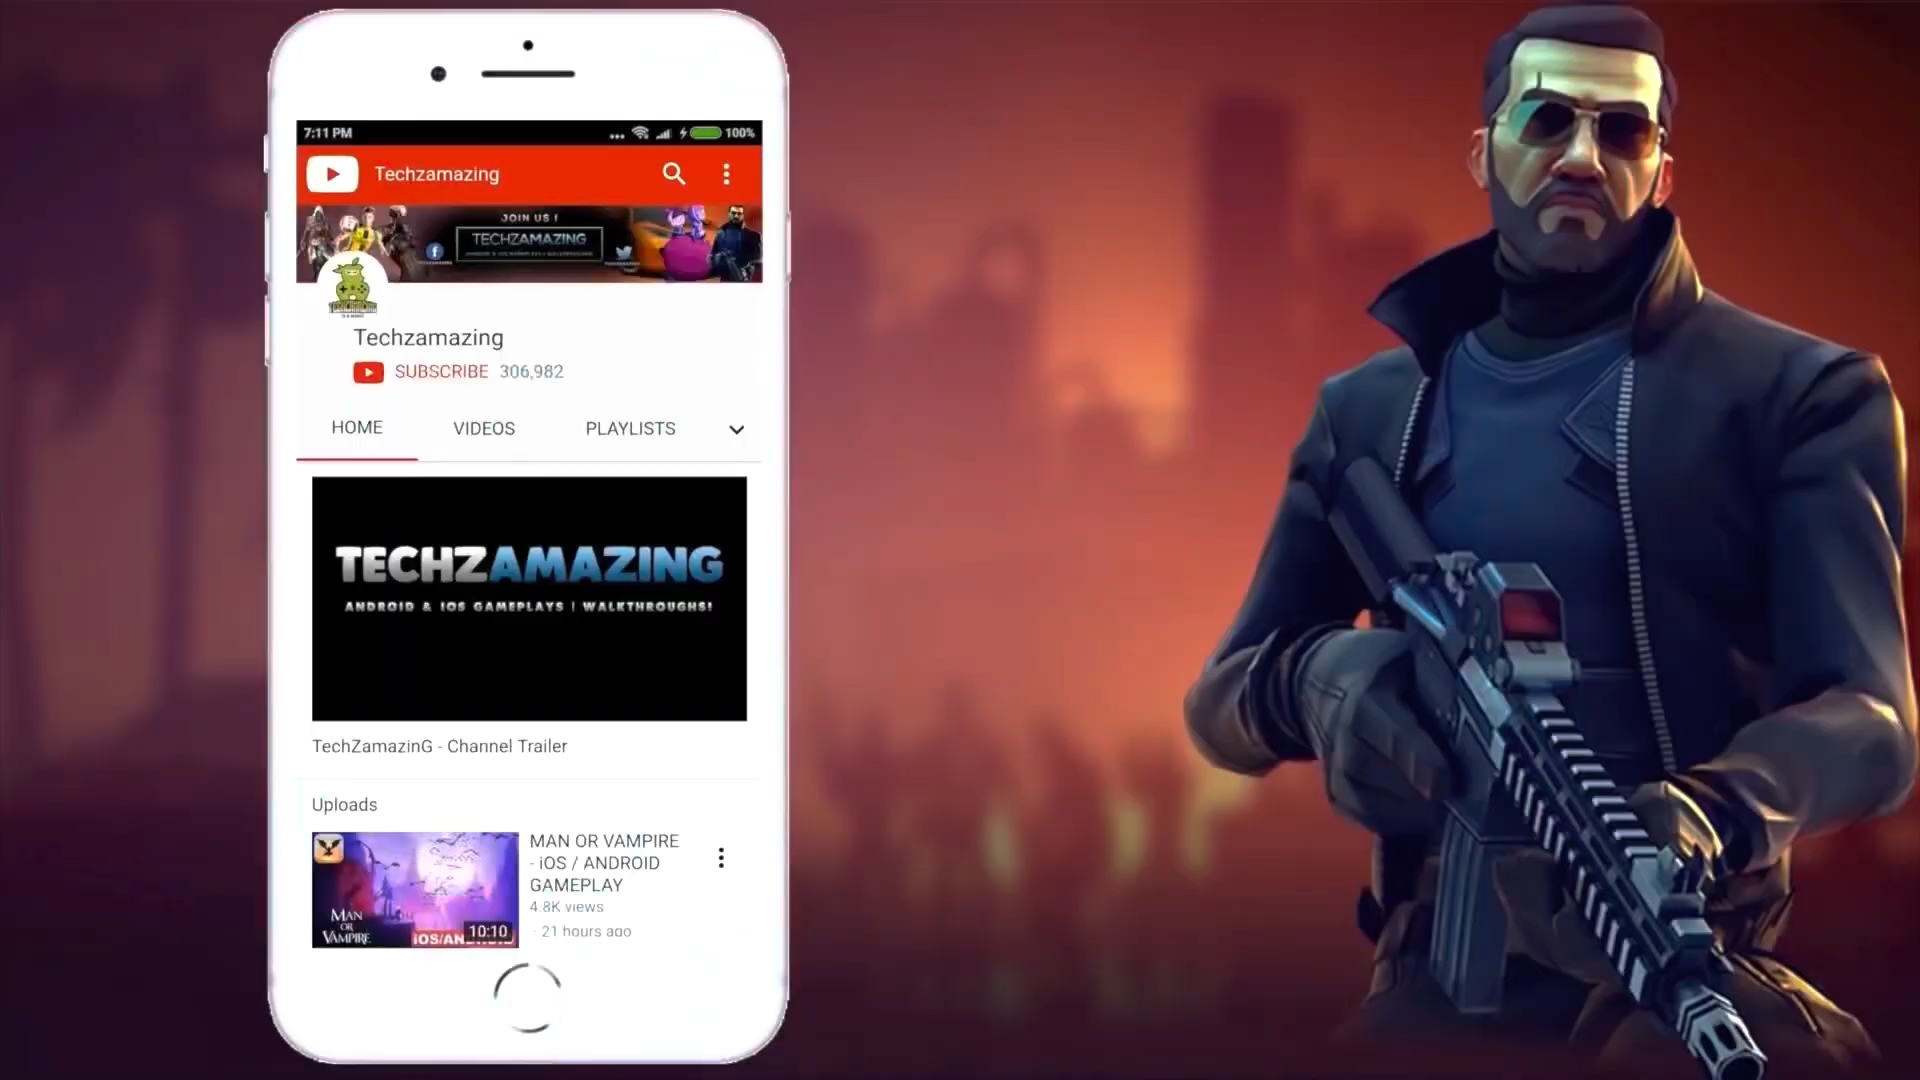 7:11 PM
100%
Techzamazing
JOIN US !
TECHZAMAZING
Techzamazing
SUBSCRIBE 306,982
HOME VIDEOS PLAYLISTS
TECHZAMAZING
ANDROID & IOS GAMEPLAYS | WALKTHROUGHS!
TechZamazinG - Channel Trailer
Uploads
MAN OR VAMPIRE
- iOS / ANDROID
GAMEPLAY
4.8K views
· 21 hours ago
MAN
OR
VAMPIRE
10:10